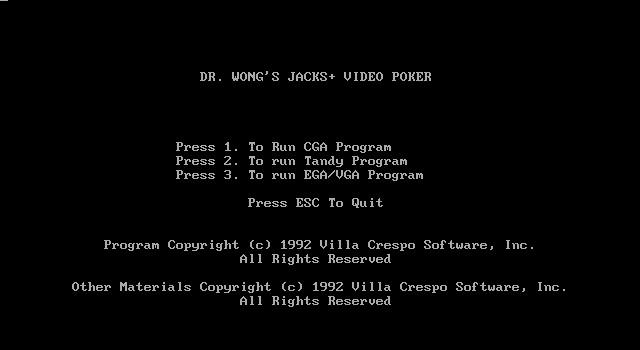 DR. WONG'S JACKS+ VIDEO POKER
Press 1. To Run CGA Program
Press 2. To run Tandy Program
Press 3. To run EGA/VGA Program
Press ESC To Quit
Program Copyright (c) 1992 Villa Crespo Software, Inc.
All Rights Reserved
Other Materials Copyright (c) 1992 Villa Crespo Software, Inc.
All Rights Reserved